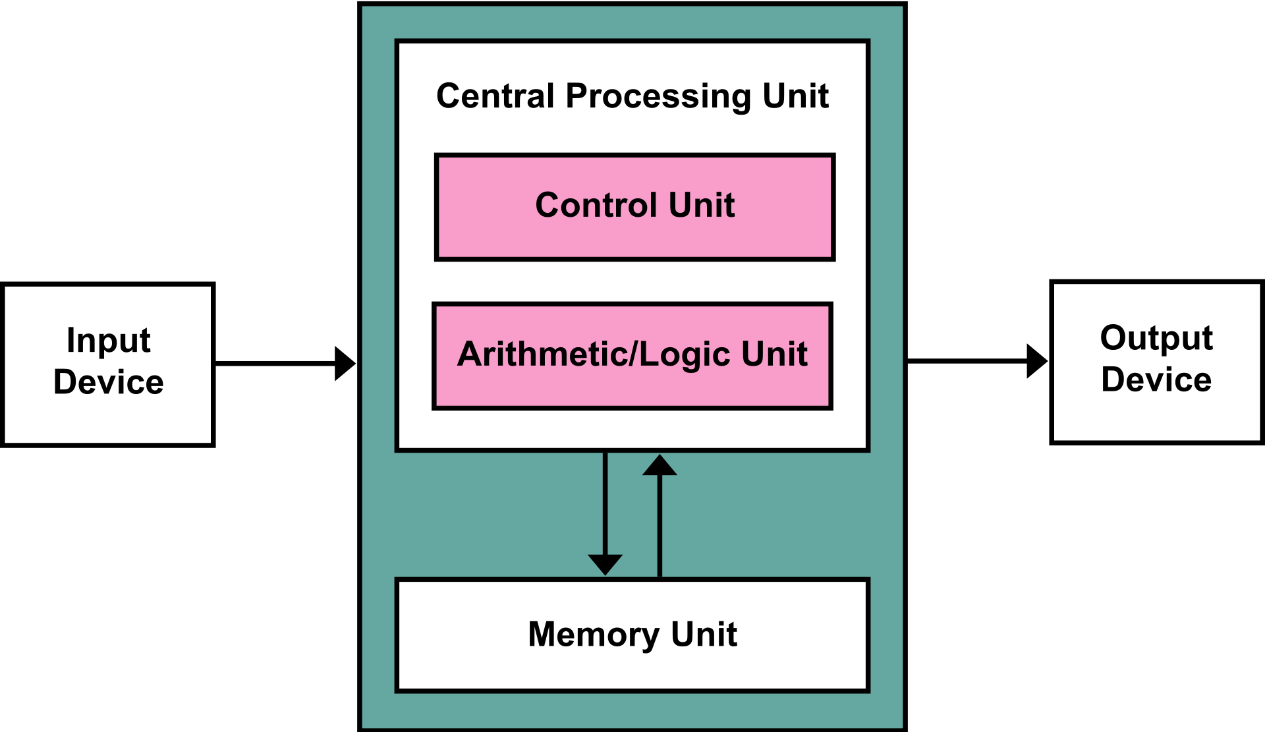 Central Processing Unit
Control Unit
Arithmetic/Logic Unit
Input
Device
Output
Device
Memory Unit